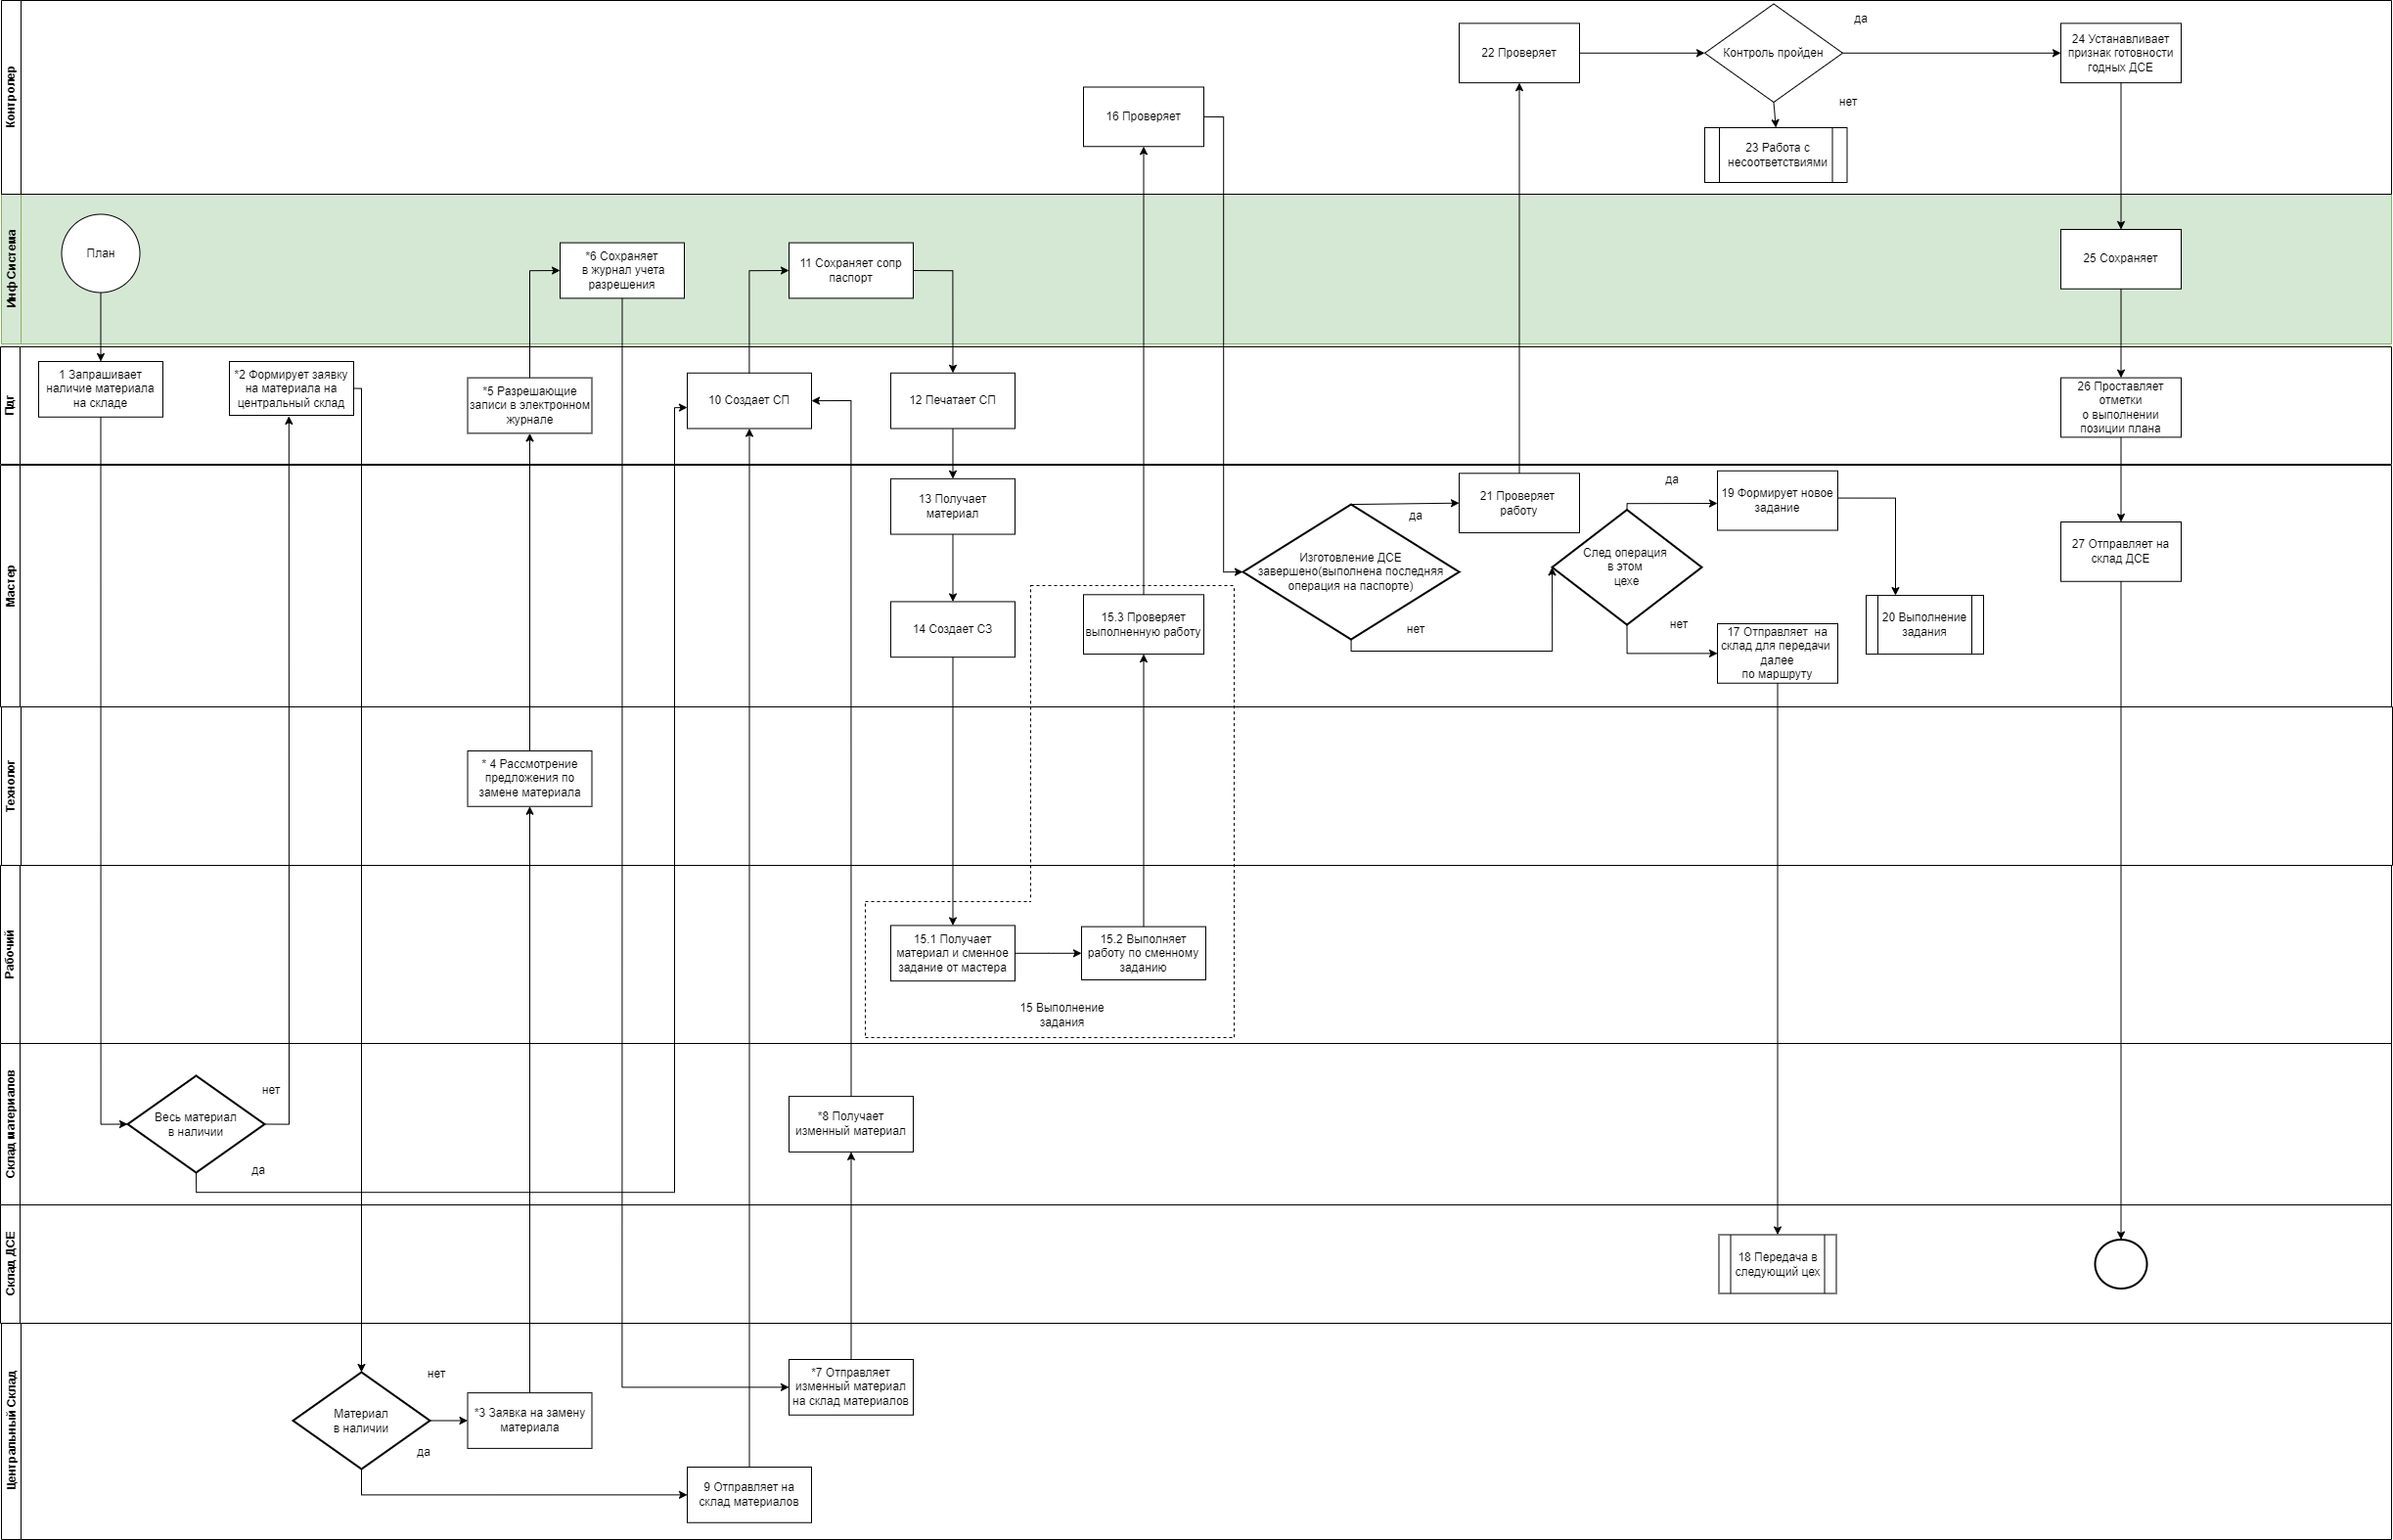 Контролер
22 Проверяет
Контроль пройден
да
нет
24 Устанавливает
признак готовности
годных ДСЕ
16 Проверяет
23 Работа с
несоответствиями
Инф Система
План
*6 Сохраняет
в журнал учета
разрешения
11 Сохраняет сопр
паспорт
25 Сохраняет
Пдг
1 Запрашивает
наличие материала
на складе
*2 Формирует заявку
на материала на
центральный склад
*5 Разрешающие
записи в электронном
журнале
10 Создает СП
12 Печатает СП
26 Проставляет
отметки
о выполнении
позиции плана
Мастер
13 Получает
материал
14 Создает СЗ
15.3 Проверяет
выполненную работу
Изготовление ДСЕ
завершено(выполнена последняя
операция на паспорте)
да
нет
21 Проверяет
работу
След операция
в этом
цехе
да
нет
19 Формирует новое
задание
17 Отправляет на
склад для передачи
далее
по маршруту
20 Выполнение
задания
27 Отправляет на
склад ДСЕ
Технолог
* 4 Рассмотрение
предложения по
замене материала
Рабочий
15.1 Получает
материал и сменное
задание от мастера
15.2 Выполняет
работу по сменному
заданию
15 Выполнение
задания
Склад материалов
Весь материал
в наличии
нет
да
*8 Получает
изменный материал
Склад ДСЕ
18 Передача в
следующий цех
Центральный Склад
Материал
в наличии
нет
да
*3 Заявка на замену
материала
*7 Отправляет
изменный материал
на склад материалов
9 Отправляет на
склад материалов